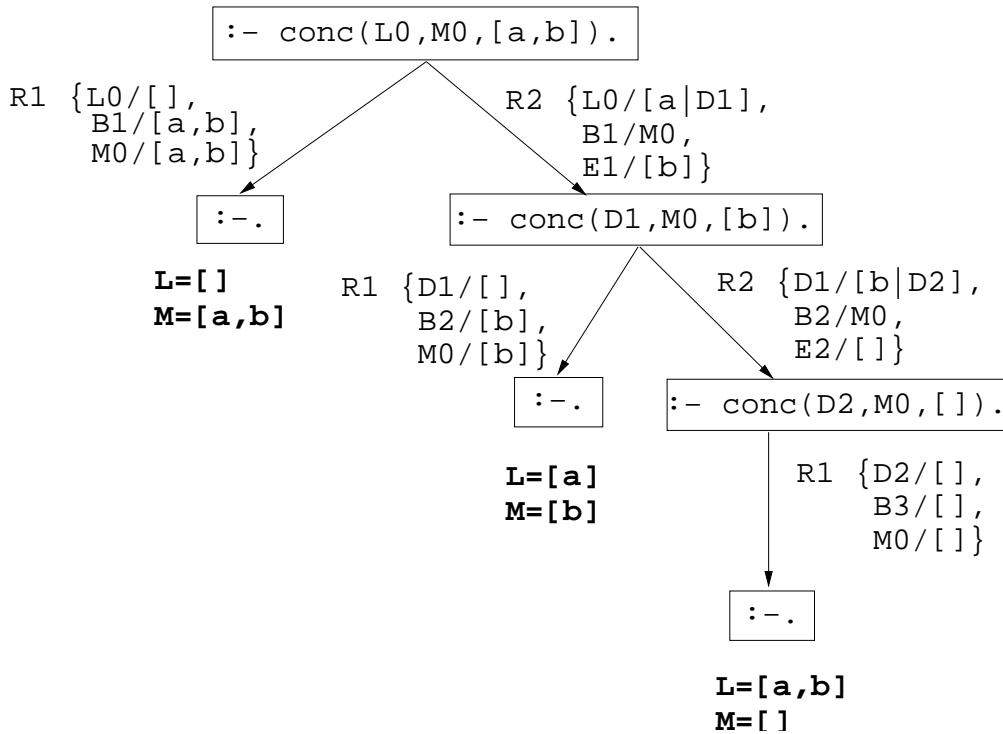 :- conc(L0,M0,[a,b]).
R1 {L0/[],
B1/[a,b],
M0/[a,b]}
R2 {L0/[a|D1],
B1/M0,
E1/[b]}
:-.
:- conc(D1,M0,[b]).
L=[]
M=[a,b]
R1 {D1/[],
B2/[b],
M0/[b]}
R2 {D1/[b|D2],
B2/M0,
E2/[]}
:-.
:- conc(D2,M0,[]).
L=[a]
M=[b]
R1 {D2/[],
B3/[],
M0/[]}
:-.
L=[a,b]
M=[]